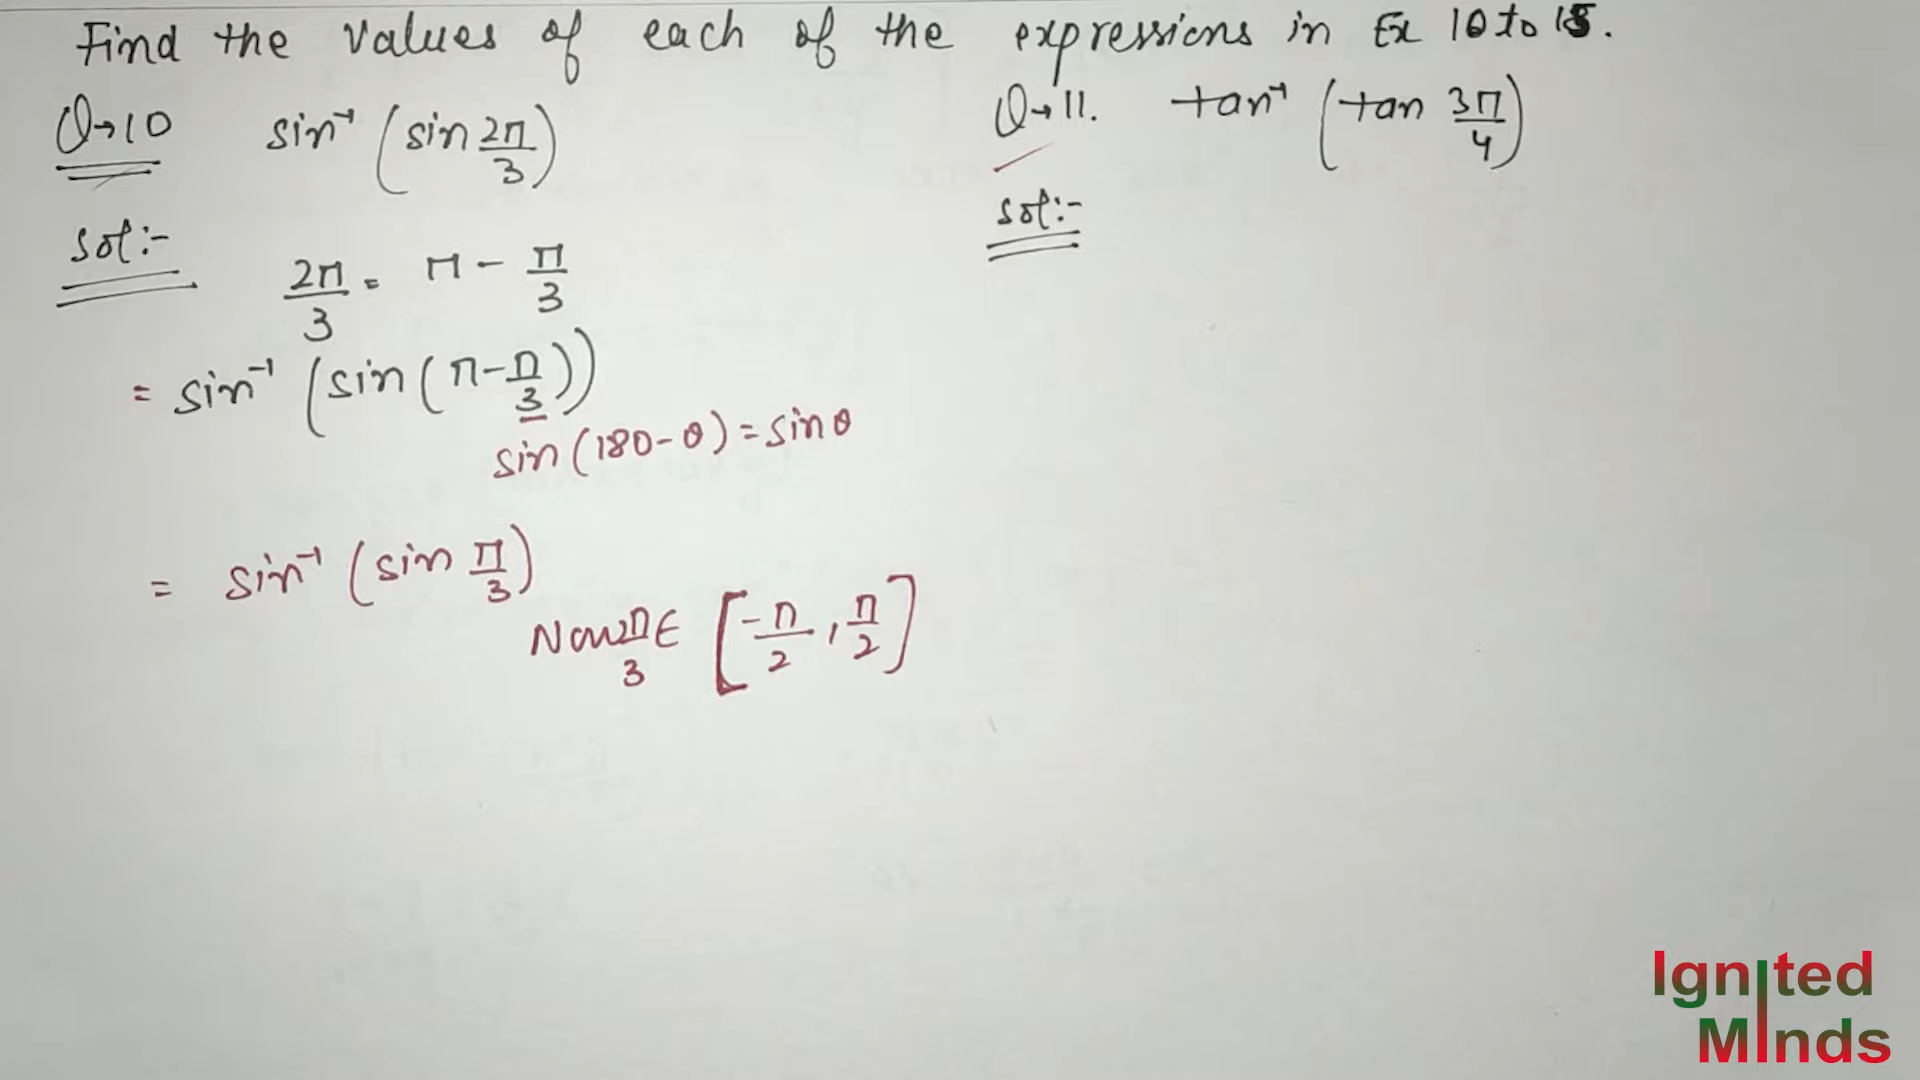 Find the values of each of the expressions in Ex 10 to 15.
Q→10 sin⁻¹ (sin 2π/3)
Sol:-
2π/3 = π - π/3
= sin⁻¹ (sin (π - π/3))
sin (180 - θ) = sin θ
= sin⁻¹ (sin π/3)
Now π/3 ∈ [-π/2, π/2]
Q→11. tan⁻¹ (tan 3π/4)
Sol:-
Ignited
Minds